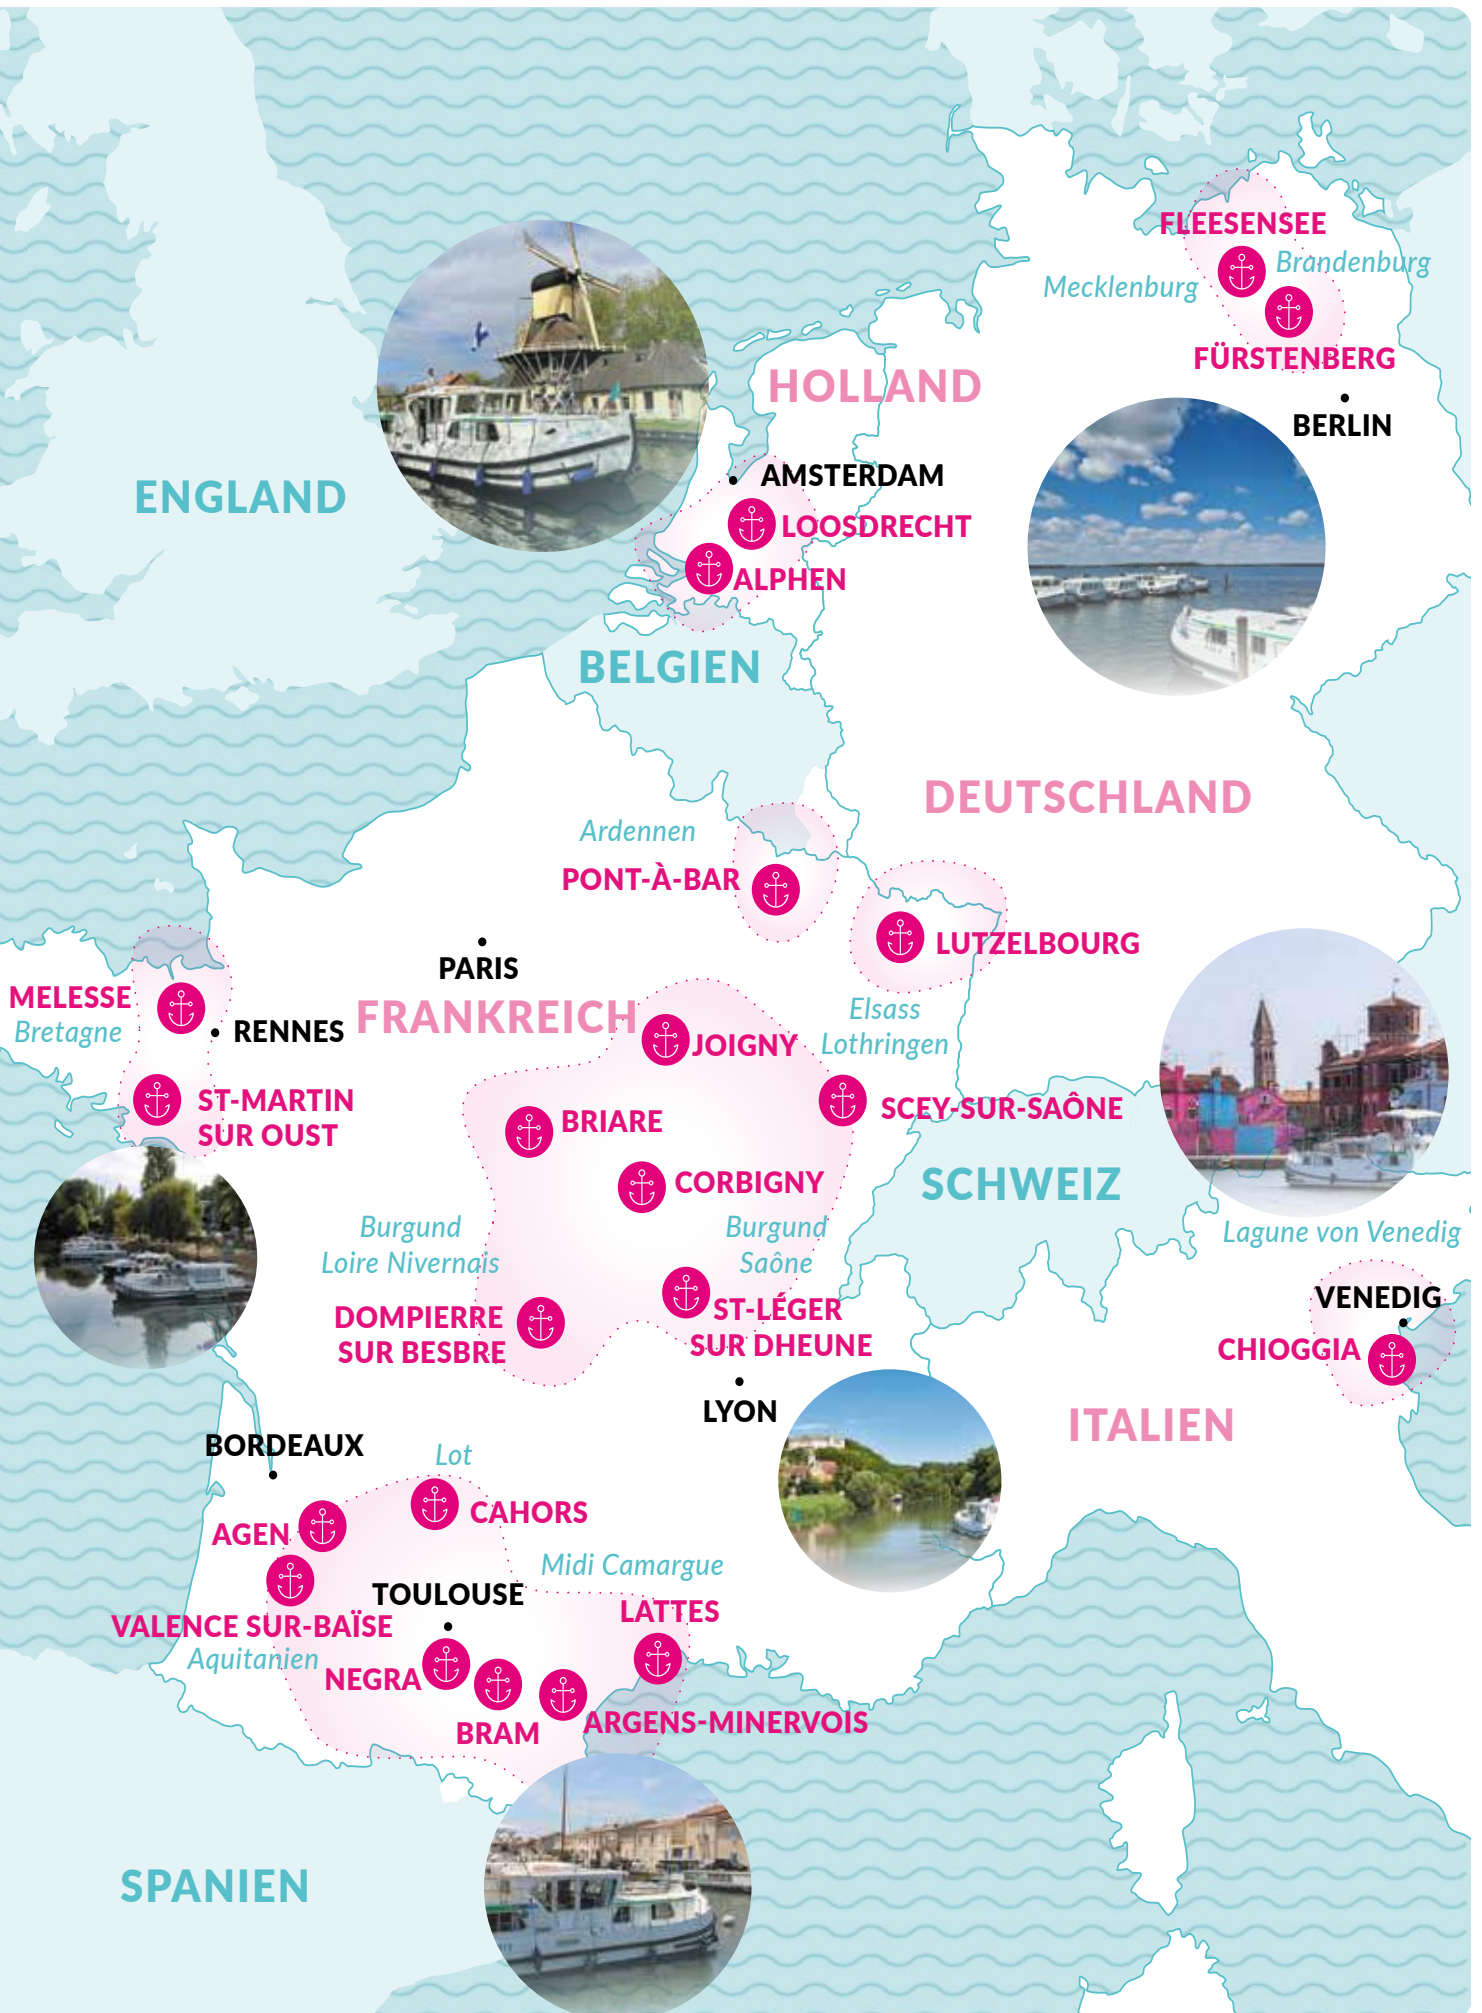 FLEESENSEE
Brandenburg
Mecklenburg
FÜRSTENBERG
BERLIN
HOLLAND
AMSTERDAM
LOOSDRECHT
ALPHEN
ENGLAND
BELGIEN
DEUTSCHLAND
Ardennen
PONT-À-BAR
LUTZELBOURG
PARIS
FRANKREICH
MELESSE
Bretagne
RENNES
Elsass
Lothringen
JOIGNY
ST-MARTIN
SUR OUST
BRIARE
SCEY-SUR-SAÔNE
CORBIGNY
SCHWEIZ
Burgund
Loire Nivernais
Burgund
Saône
Lagune von Venedig
VENEDIG
CHIOGGIA
DOMPIERRE
SUR BESBRE
ST-LÉGER
SUR DHEUNE
LYON
ITALIEN
BORDEAUX
Lot
CAHORS
AGEN
Midi Camargue
TOULOUSE
LATTES
VALENCE SUR-BAÏSE
Aquitanien
NEGRA
BRAM
ARGENS-MINERVOIS
SPANIEN